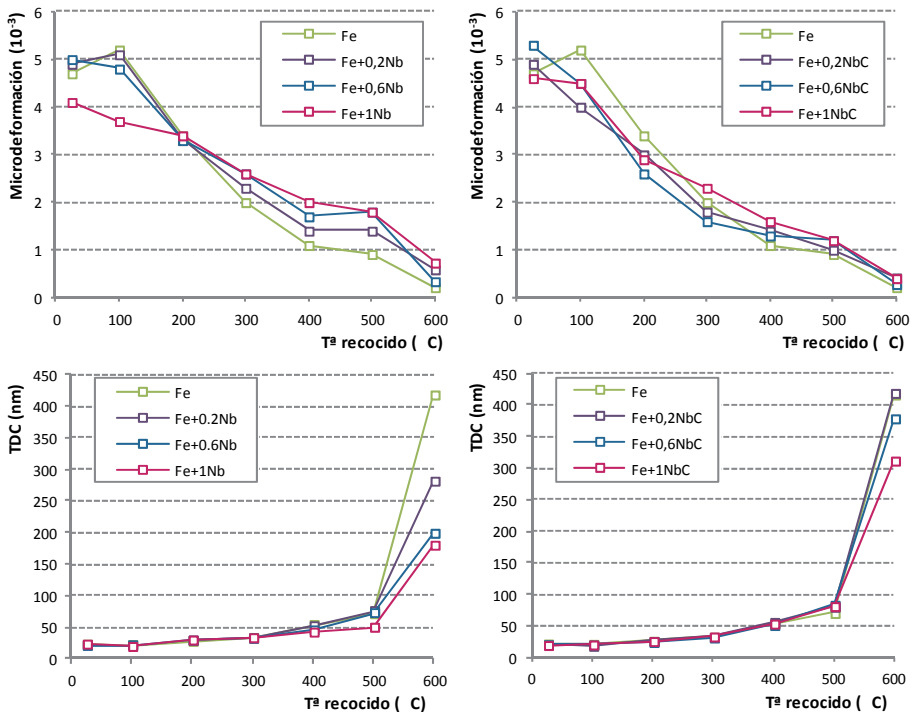 Microdeformación (10⁻³)
6
5
4
3
2
1
0
0 100 200 300 400 500 600
Tª recocido ( C)
Fe
Fe+0,2Nb
Fe+0,6Nb
Fe+1Nb
Microdeformación (10⁻³)
6
5
4
3
2
1
0
0 100 200 300 400 500 600
Tª recocido ( C)
Fe
Fe+0,2NbC
Fe+0,6NbC
Fe+1NbC
TDC (nm)
450
400
350
300
250
200
150
100
50
0
0 100 200 300 400 500 600
Tª recocido ( C)
Fe
Fe+0.2Nb
Fe+0.6Nb
Fe+1Nb
TDC (nm)
450
400
350
300
250
200
150
100
50
0
0 100 200 300 400 500 600
Tª recocido ( C)
Fe
Fe+0,2NbC
Fe+0,6NbC
Fe+1NbC